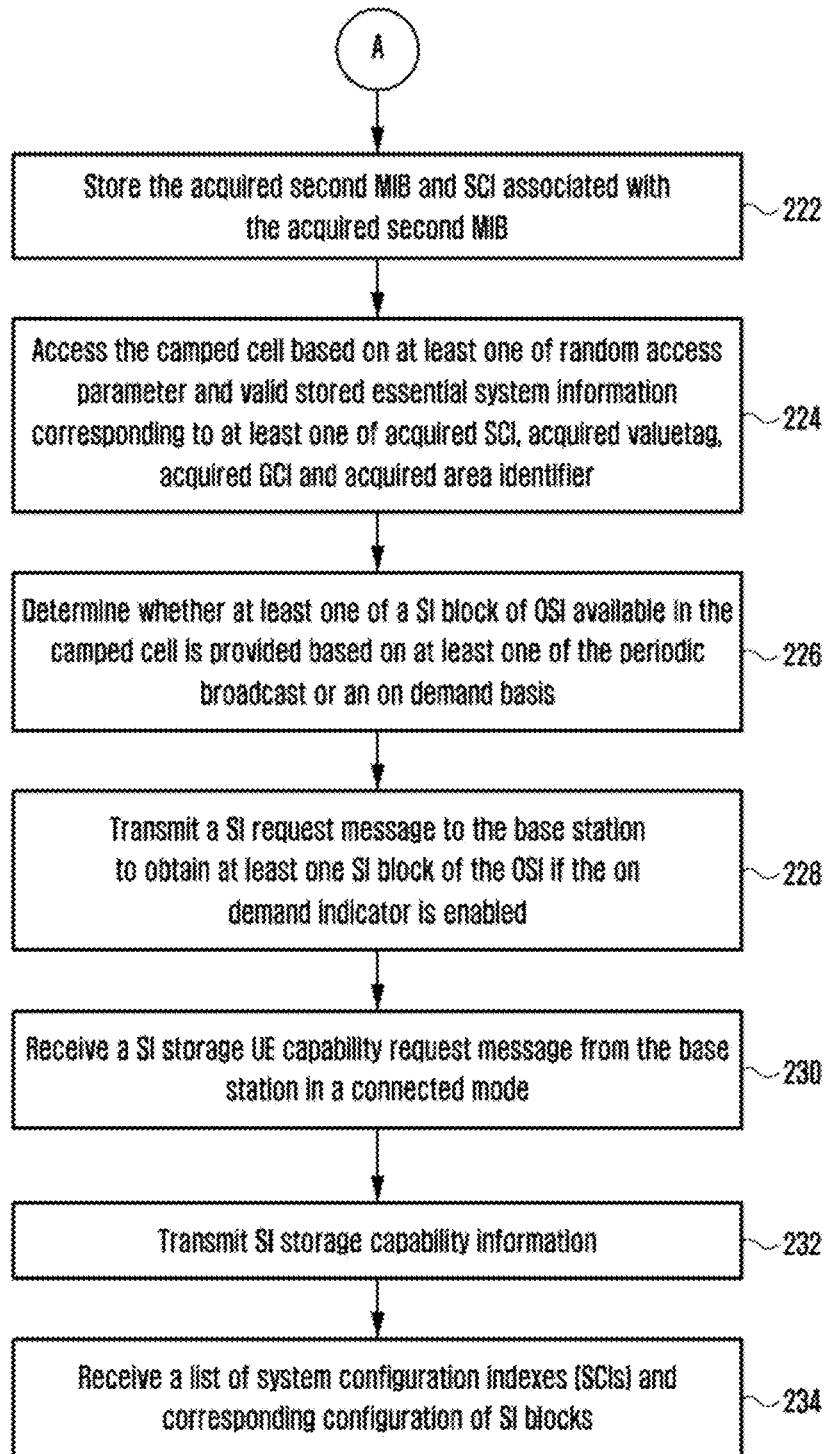 A
Store the acquired second MIB and SCI associated with
the acquired second MIB
222
Access the camped cell based on at least one of random access
parameter and valid stored essential system information
corresponding to at least one of acquired SCI, acquired valuetag,
acquired GCI and acquired area identifier
224
Determine whether at least one of a SI block of OSI available in the
camped cell is provided based on at least one of the periodic
broadcast or an on demand basis
226
Transmit a SI request message to the base station
to obtain at least one SI block of the OSI if the on
demand indicator is enabled
228
Receive a SI storage UE capability request message from the base
station in a connected mode
230
Transmit SI storage capability information
232
Receive a list of system configuration indexes (SCIs) and
corresponding configuration of SI blocks
234